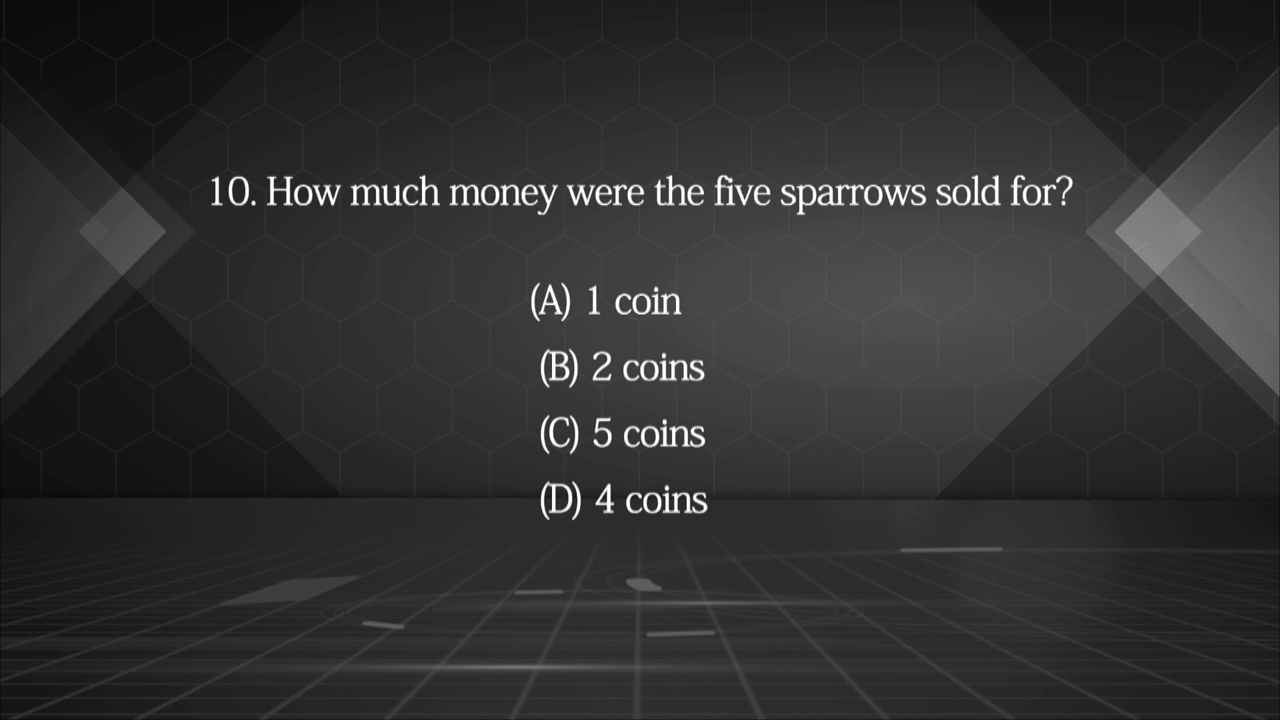 10. How much money were the five sparrows sold for?
(A) 1 coin
(B) 2 coins
(C) 5 coins
(D) 4 coins